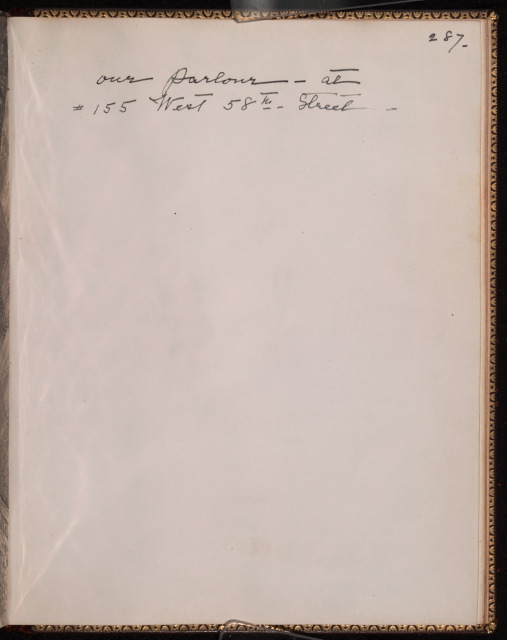 287.
our Parlour - at
# 155 West 58th - Street -